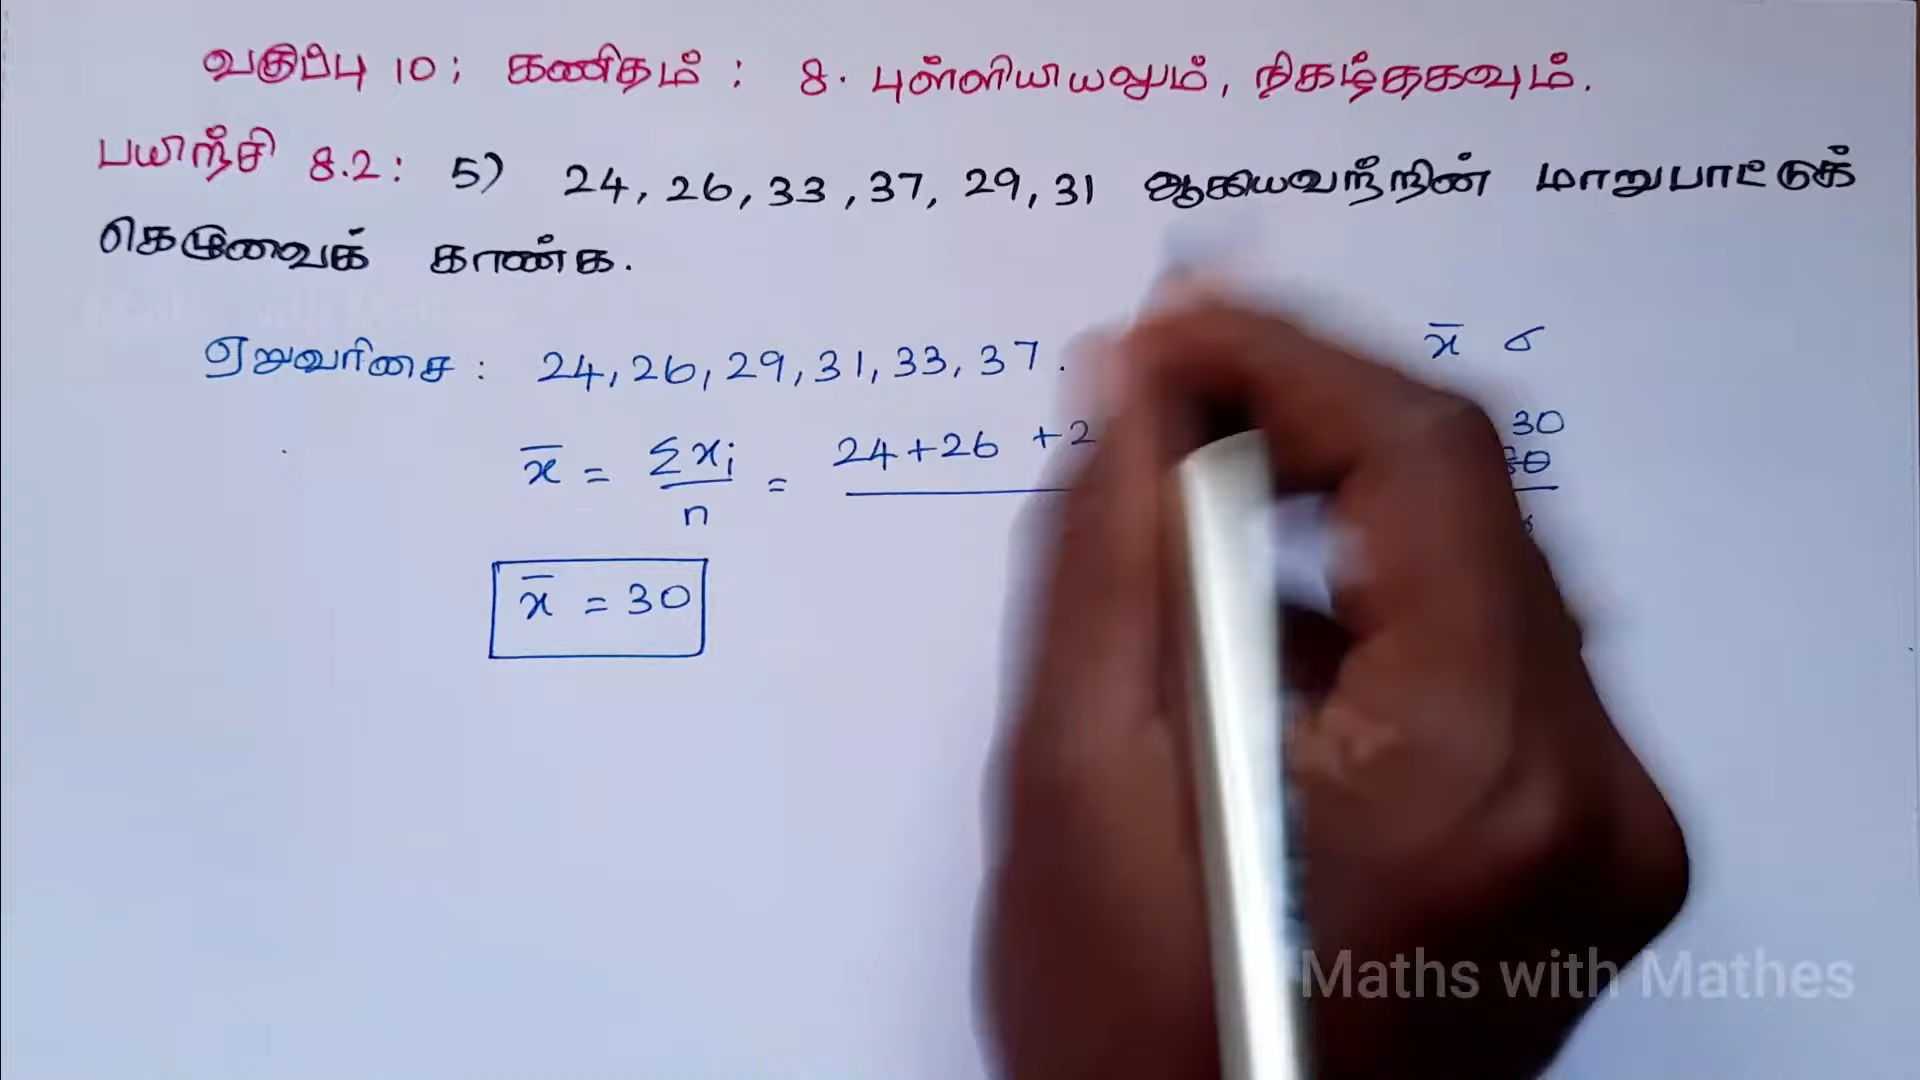 வகுப்பு 10 ; கணிதம் : 8. புள்ளியியலும், நிகழ்தகவும்.
பயிற்சி 8.2 : 5) 24, 26, 33, 37, 29, 31 ஆகியவற்றின் மாறுபாட்டுக்
கெழுவைக் காண்க.
ஏறுவரிசை : 24, 26, 29, 31, 33, 37. x̄ σ
x̄ = Σxi / n = 24+26 +2 30
x̄ = 30
Maths with Mathes